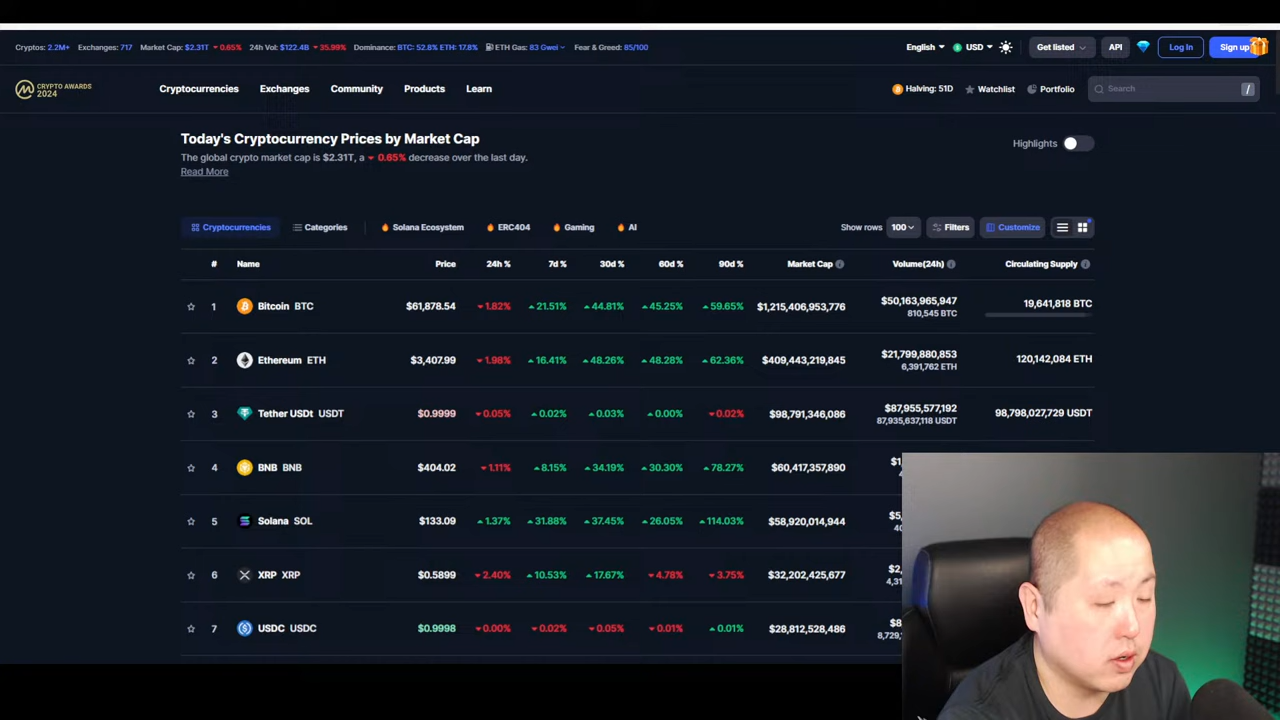 Cryptos: 2.2M+ Exchanges: 717 Market Cap: $2.31T 0.65% 24h Vol: $122.4B 35.99% Dominance: BTC: 52.8% ETH: 17.8% ETH Gas: 83 Gwei Fear & Greed: 85/100 English USD Get listed API Log In Sign up
CRYPTO AWARDS
2024
Cryptocurrencies Exchanges Community Products Learn Halving: 51D Watchlist Portfolio Search /
Today's Cryptocurrency Prices by Market Cap
The global crypto market cap is $2.31T, a 0.65% decrease over the last day.
Read More
Highlights
Cryptocurrencies Categories Solana Ecosystem ERC404 Gaming AI Show rows 100 Filters Customize
# Name Price 24h % 7d % 30d % 60d % 90d % Market Cap Volume(24h) Circulating Supply
1 Bitcoin BTC $61,878.54 1.82% 21.51% 44.81% 45.25% 59.65% $1,215,406,953,776 $50,163,965,947 19,641,818 BTC
810,545 BTC
2 Ethereum ETH $3,407.99 1.98% 16.41% 48.26% 48.28% 62.36% $409,443,219,845 $21,799,880,853 120,142,084 ETH
6,391,762 ETH
3 Tether USDt USDT $0.9999 0.05% 0.02% 0.03% 0.00% 0.02% $98,791,346,086 $87,955,577,192 98,798,027,729 USDT
87,935,637,118 USDT
4 BNB BNB $404.02 1.11% 8.15% 34.19% 30.30% 78.27% $60,417,357,890
5 Solana SOL $133.09 1.37% 31.88% 37.45% 26.05% 114.03% $58,920,014,944
6 XRP XRP $0.5899 2.40% 10.53% 17.67% 4.78% 3.75% $32,202,425,677
7 USDC USDC $0.9998 0.00% 0.02% 0.05% 0.01% 0.01% $28,812,528,486